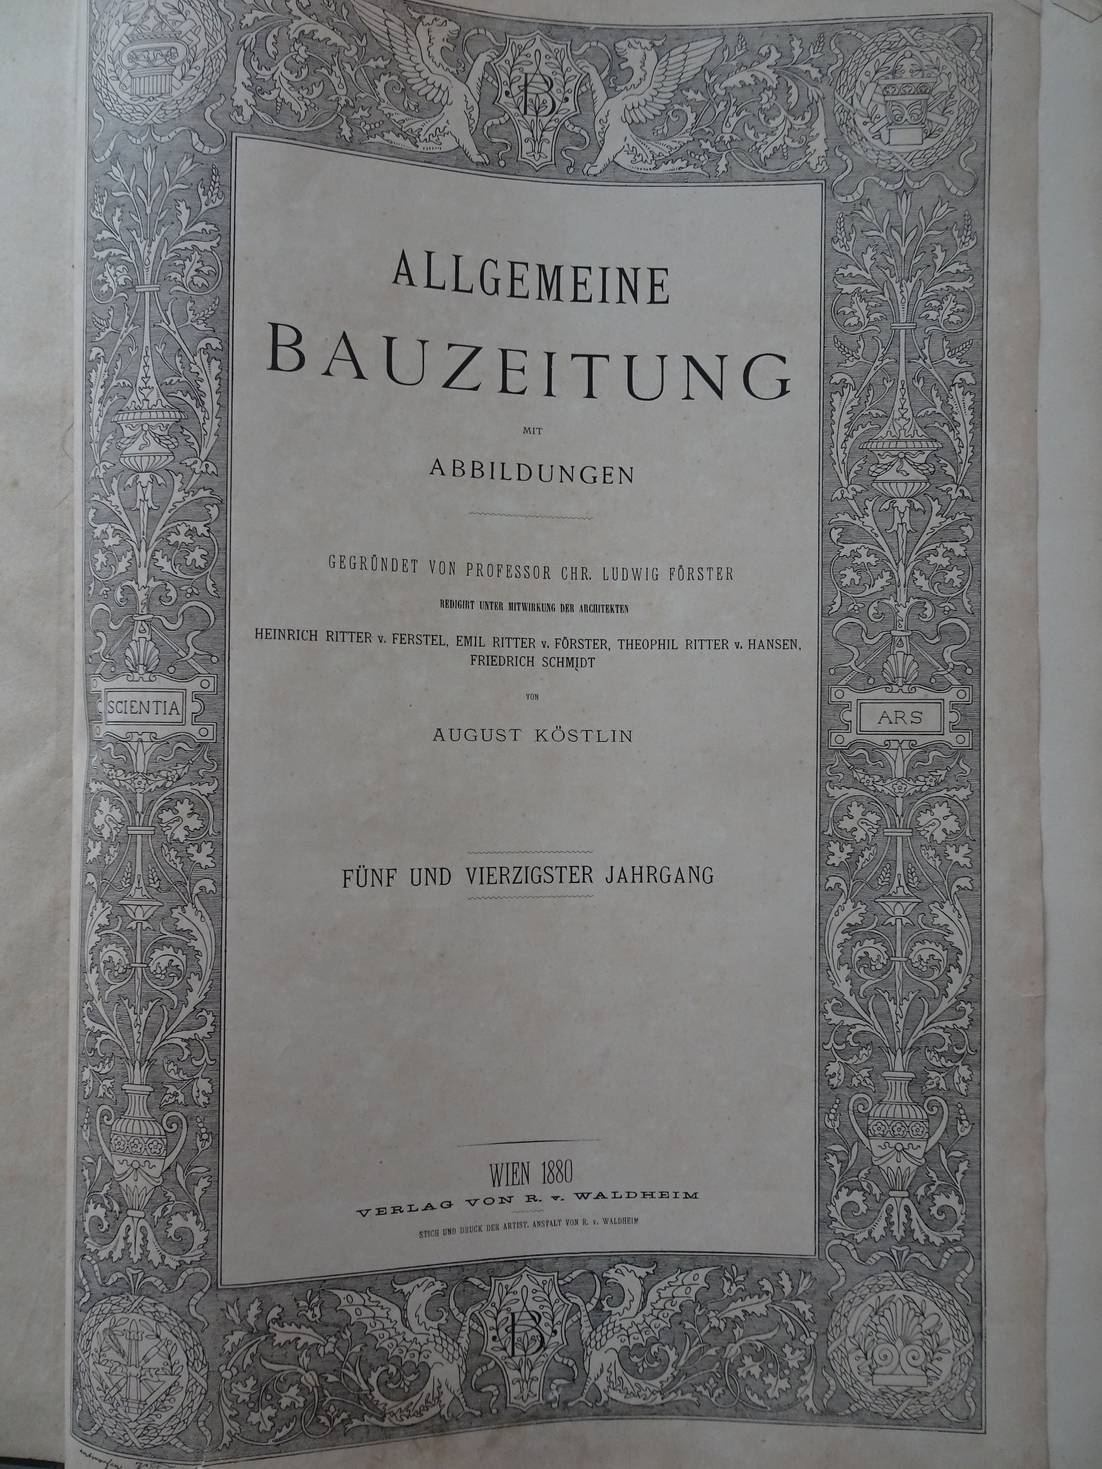 ALLGEMEINE
BAUZEITUNG
MIT
ABBILDUNGEN
GEGRÜNDET VON PROFESSOR CHR. LUDWIG FÖRSTER
REDIGIRT UNTER MITWIRKUNG DER ARCHITEKTEN
HEINRICH RITTER v. FERSTEL, EMIL RITTER v. FÖRSTER, THEOPHIL RITTER v. HANSEN,
FRIEDRICH SCHMIDT
VON
AUGUST KÖSTLIN
SCIENTIA
ARS
FÜNF UND VIERZIGSTER JAHRGANG
WIEN 1880
VERLAG VON R. v. WALDHEIM
STICH UND DRUCK DER ARTIST. ANSTALT VON R. v. WALDHEIM